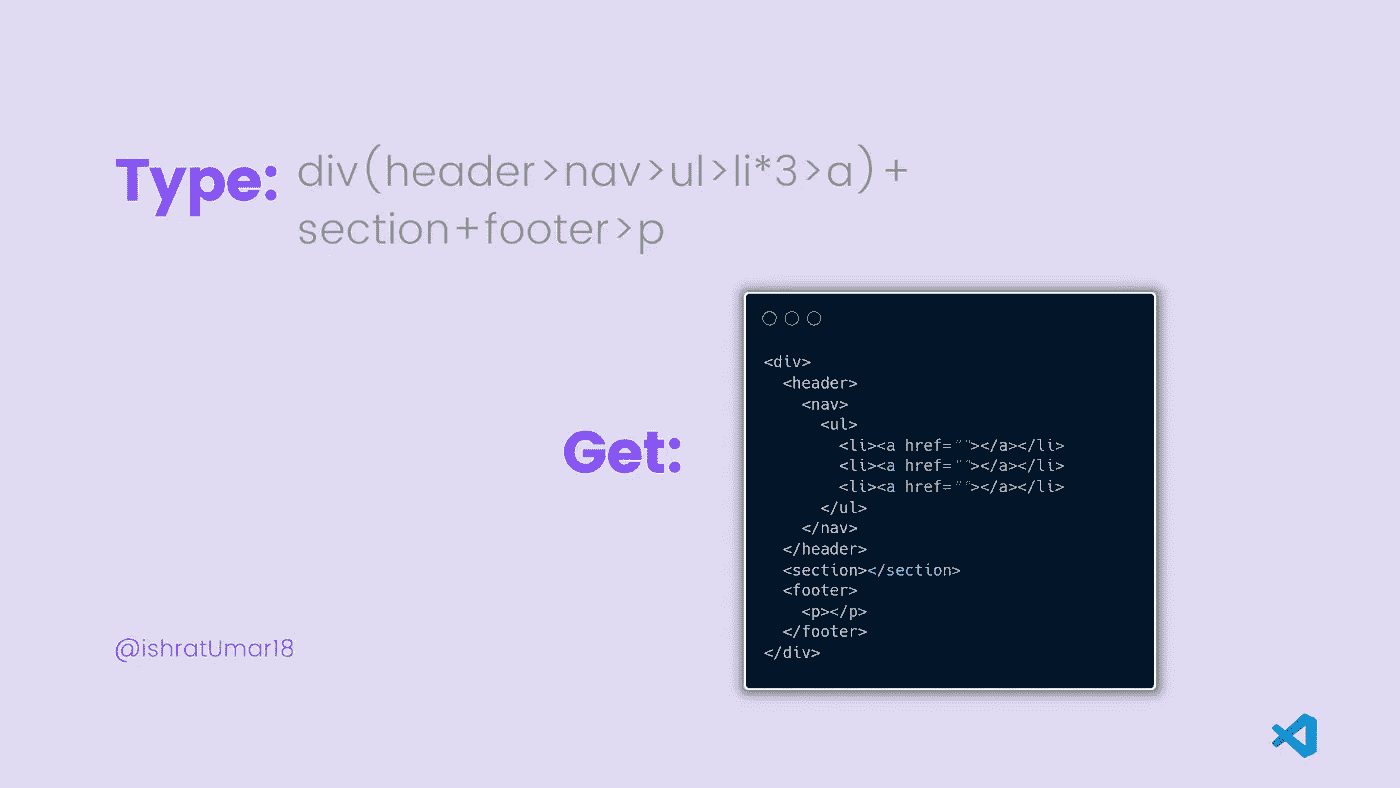 Type: div(header>nav>ul>li*3>a)+
section+footer>p
Get:
<div>
  <header>
    <nav>
      <ul>
        <li><a href=""></a></li>
        <li><a href=""></a></li>
        <li><a href=""></a></li>
      </ul>
    </nav>
  </header>
  <section></section>
  <footer>
    <p></p>
  </footer>
</div>
@ishratUmar18